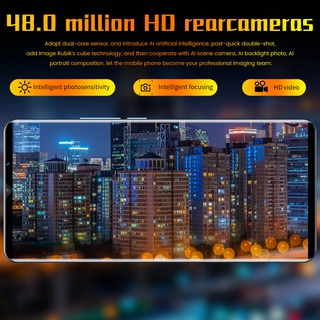 48.0 million HD rearcameras
Adopt dual-core sensor, and introduce AI artificial intelligence, post-quick double-shot,
add image Rubik's cube technology, and cooperate with AI scene camera, AI backlight photo, AI
portrait composition, let the mobile phone become your professional imaging team.
Intelligent photosensitivity
Intelligent focusing
HD video